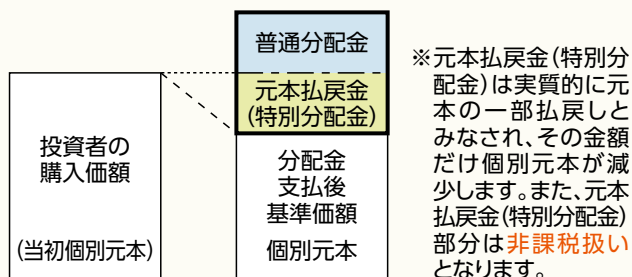 普通分配金
元本払戻金
(特別分配金)
投資者の
購入価額
(当初個別元本)
分配金
支払後
基準価額
個別元本
※元本払戻金(特別分
配金)は実質的に元
本の一部払戻しと
みなされ、その金額
だけ個別元本が減
少します。また、元本
払戻金(特別分配金)
部分は非課税扱い
となります。